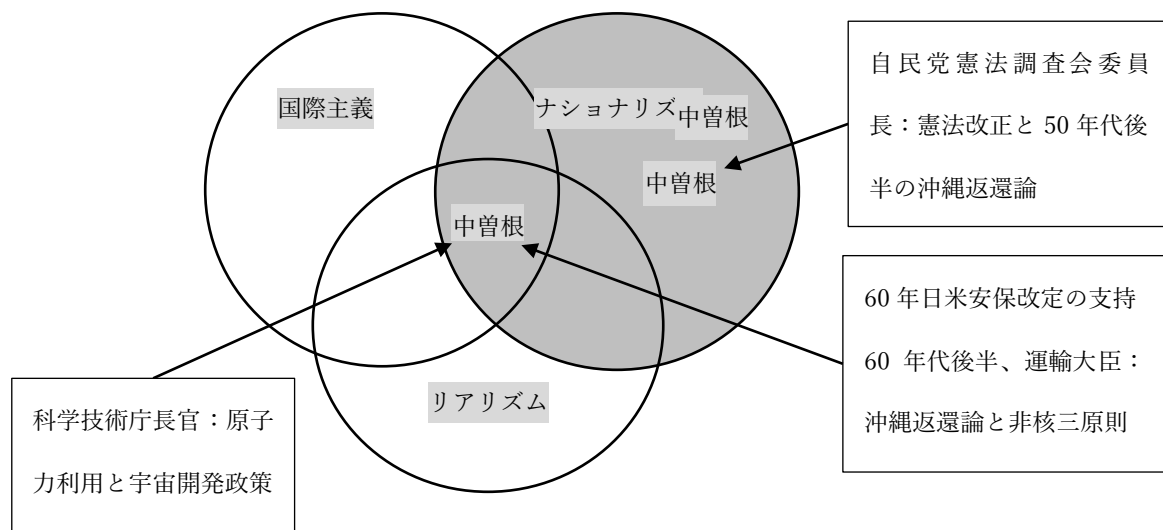 国際主義
ナショナリズ
中曽根
中曽根
中曽根
リアリズム
自民党憲法調査会委員
長：憲法改正と 50 年代後
半の沖縄返還論
60 年日米安保改定の支持
60 年代後半、運輸大臣：
沖縄返還論と非核三原則
科学技術庁長官：原子
力利用と宇宙開発政策